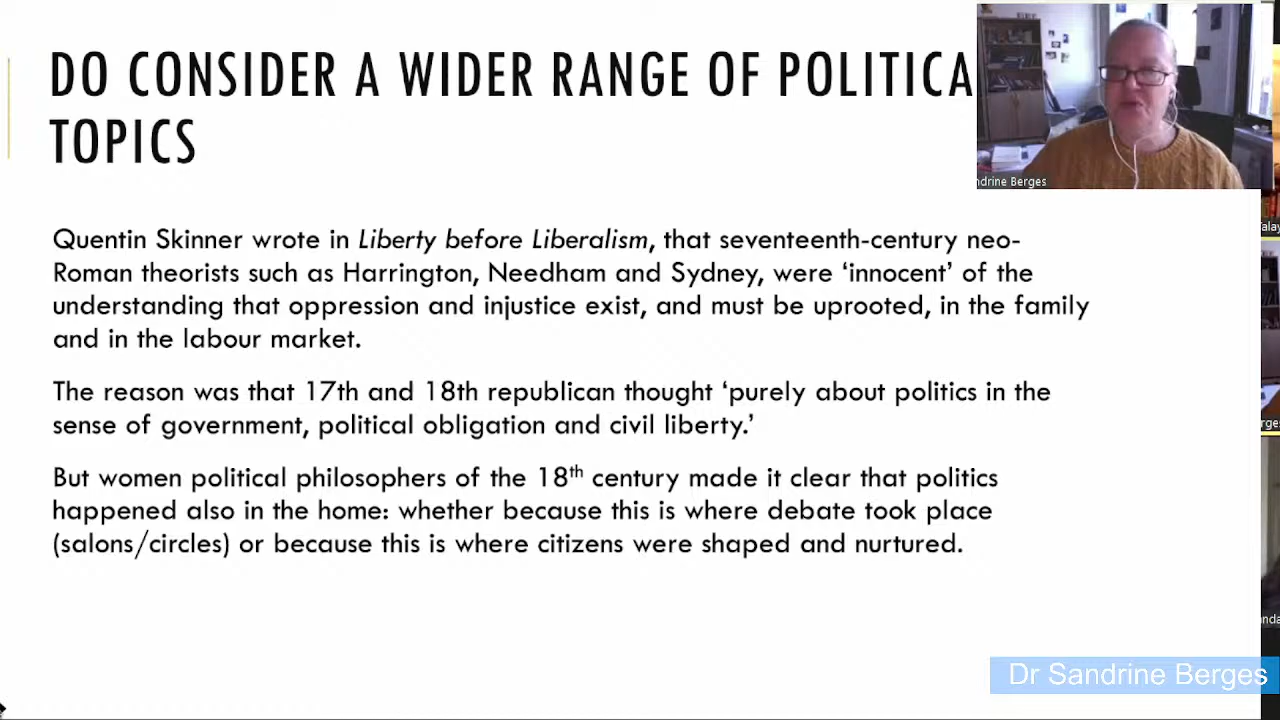 DO CONSIDER A WIDER RANGE OF POLITICA
TOPICS
ndrine Berges
Quentin Skinner wrote in Liberty before Liberalism, that seventeenth-century neo-
Roman theorists such as Harrington, Needham and Sydney, were ‘innocent’ of the
understanding that oppression and injustice exist, and must be uprooted, in the family
and in the labour market.
The reason was that 17th and 18th republican thought ‘purely about politics in the
sense of government, political obligation and civil liberty.’
But women political philosophers of the 18th century made it clear that politics
happened also in the home: whether because this is where debate took place
(salons/circles) or because this is where citizens were shaped and nurtured.
Dr Sandrine Berges